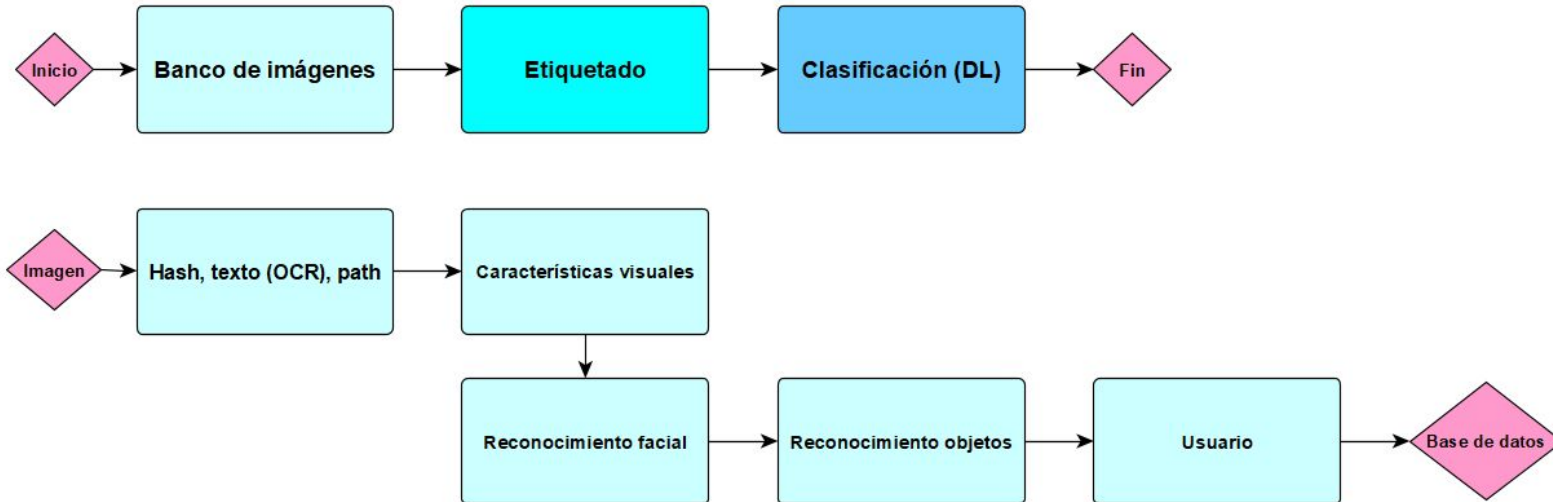 Inicio
Banco de imágenes
Etiquetado
Clasificación (DL)
Fin
Imagen
Hash, texto (OCR), path
Característícas visuales
Reconocimiento facial
Reconocimiento objetos
Usuario
Base de datos